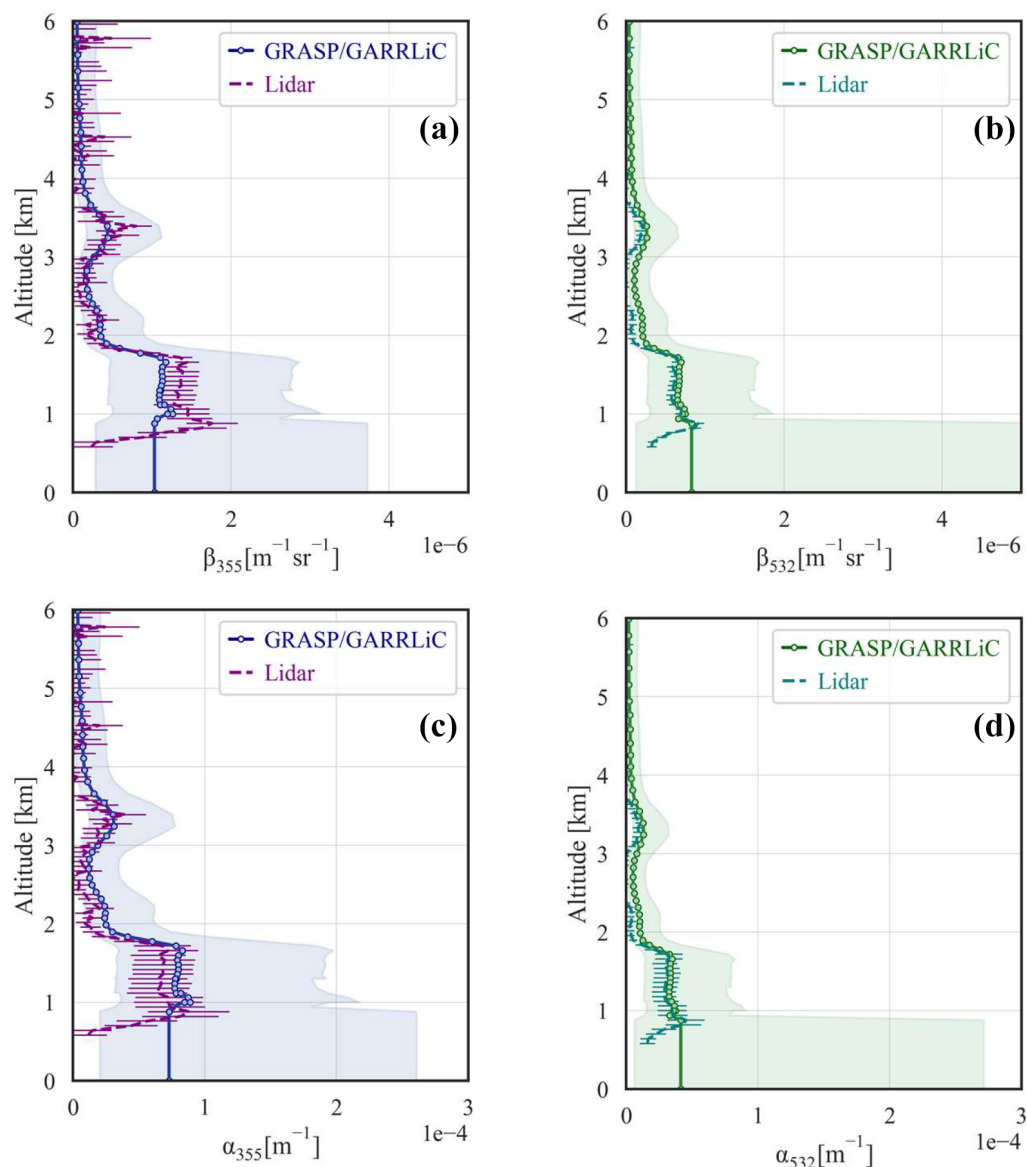 6
5
4
3
2
1
0
Altitude [km]
GRASP/GARRLiC
Lidar
(a)
0 2 4
1e−6
β355[m⁻¹sr⁻¹]
6
5
4
3
2
1
0
Altitude [km]
GRASP/GARRLiC
Lidar
(b)
0 2 4
1e−6
β532[m⁻¹sr⁻¹]
6
5
4
3
2
1
0
Altitude [km]
GRASP/GARRLiC
Lidar
(c)
0 1 2 3
1e−4
α355[m⁻¹]
6
5
4
3
2
1
0
Altitude [km]
GRASP/GARRLiC
Lidar
(d)
0 1 2 3
1e−4
α532[m⁻¹]